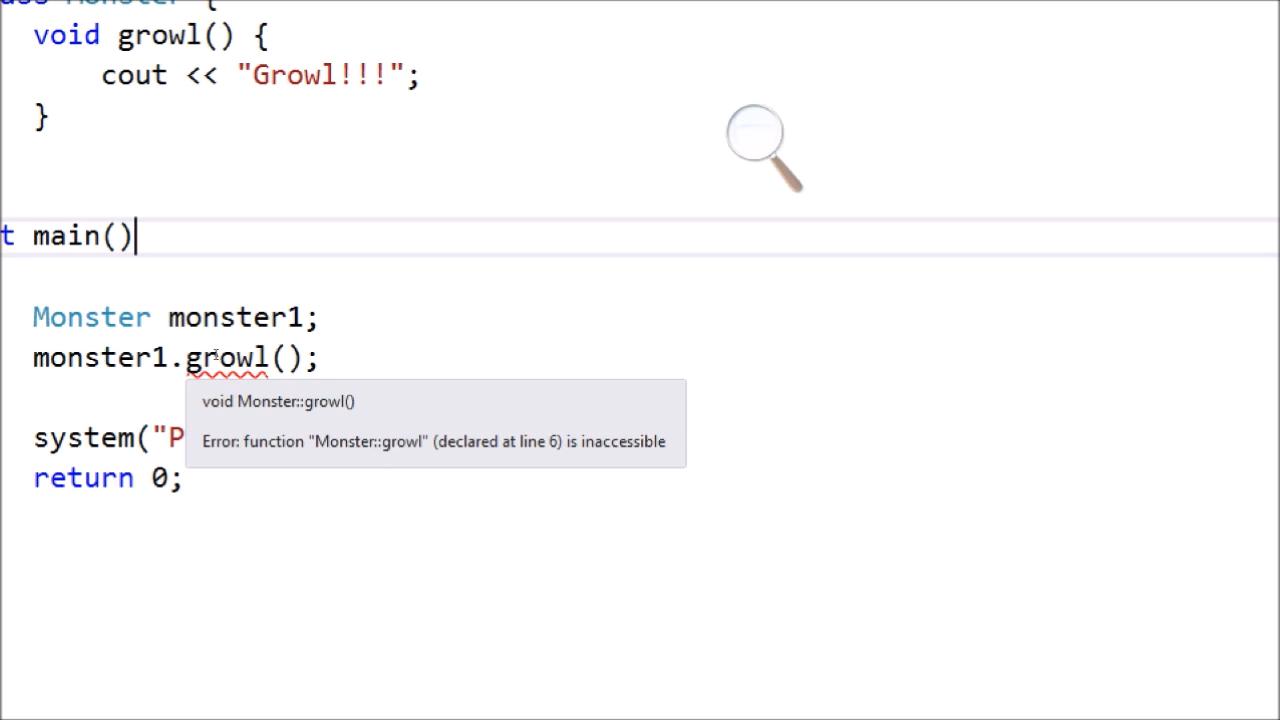 void growl() {
cout << "Growl!!!";
}
t main()
Monster monster1;
monster1.growl();
void Monster::growl()
Error: function "Monster::growl" (declared at line 6) is inaccessible
system("P
return 0;